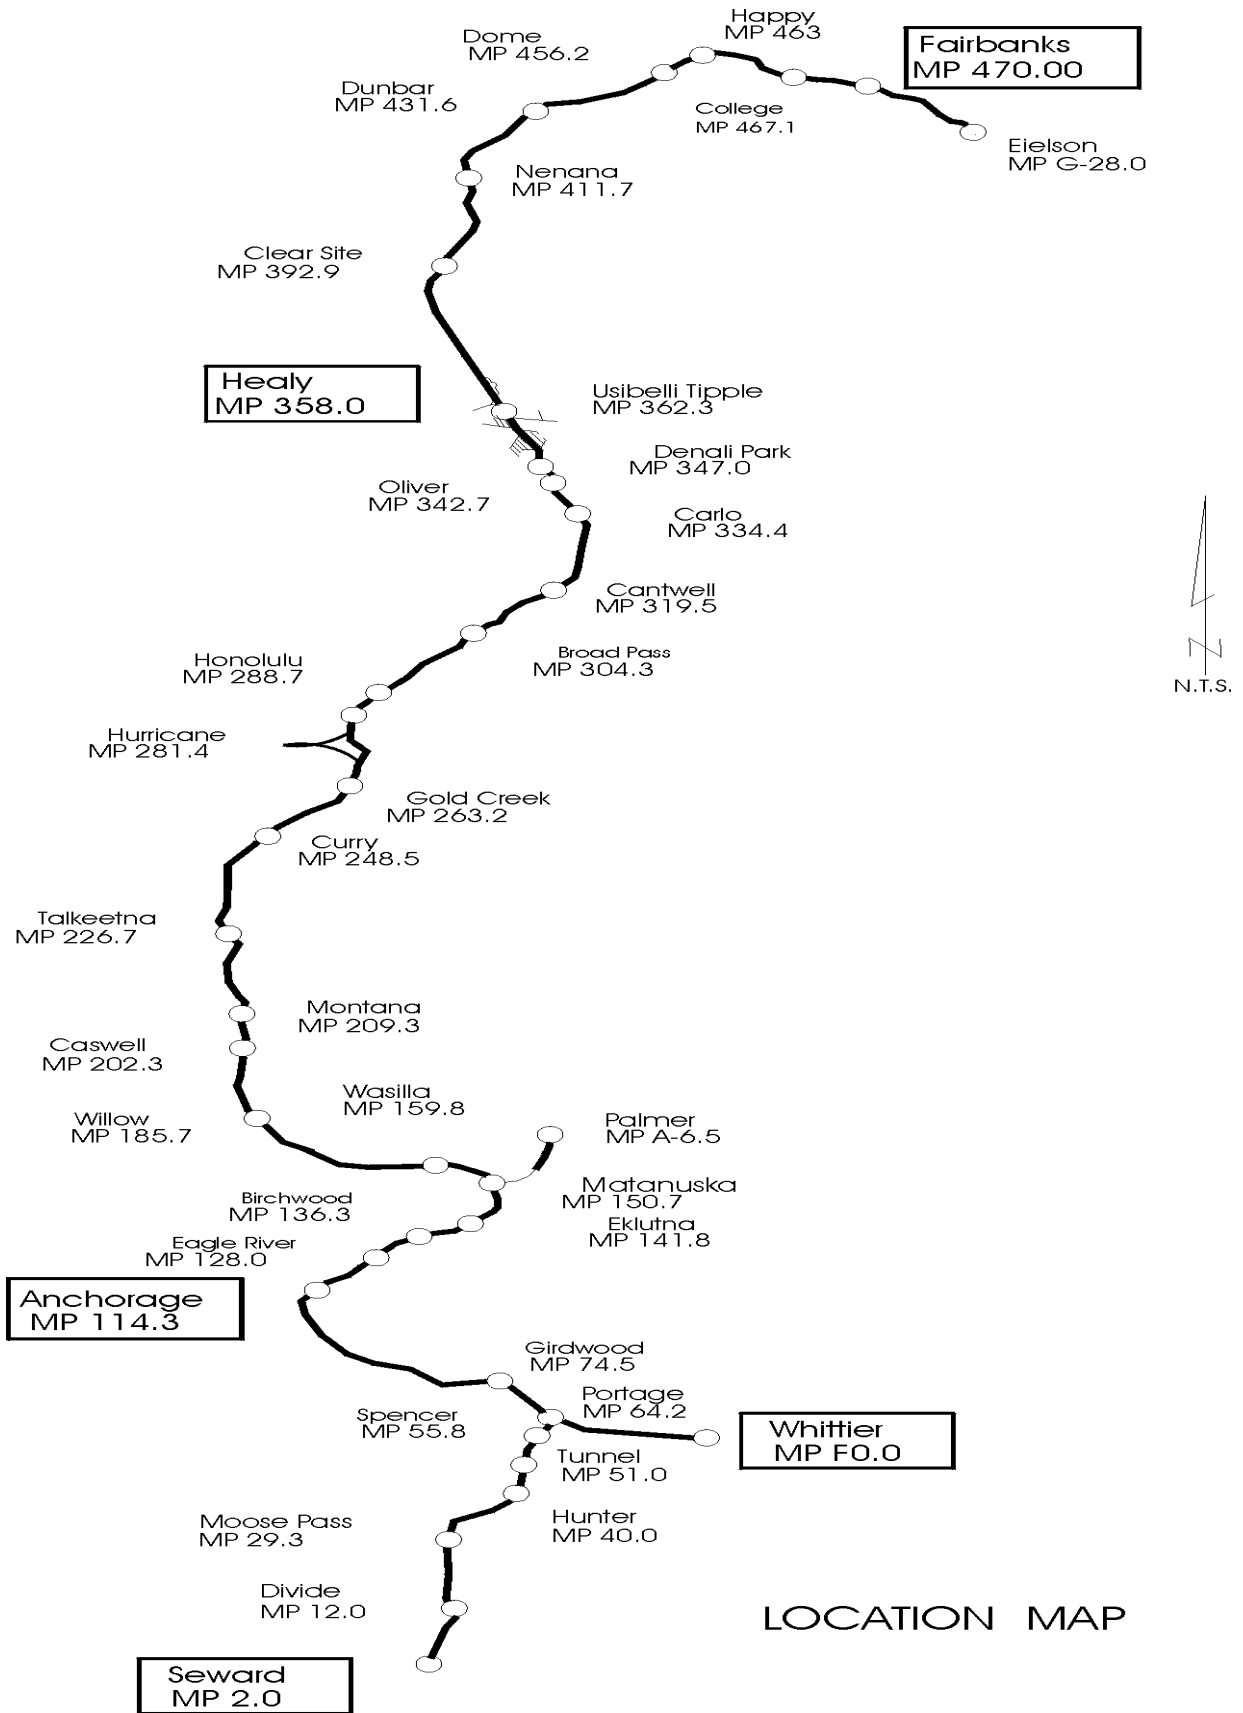 Happy
MP 463
Dome
MP 456.2
Fairbanks
MP 470.00
Dunbar
MP 431.6
College
MP 467.1
Eielson
MP G-28.0
Nenana
MP 411.7
Clear Site
MP 392.9
Healy
MP 358.0
Usibelli Tipple
MP 362.3
Denali Park
MP 347.0
Oliver
MP 342.7
Carlo
MP 334.4
Cantwell
MP 319.5
Broad Pass
MP 304.3
Honolulu
MP 288.7
N
N.T.S.
Hurricane
MP 281.4
Gold Creek
MP 263.2
Curry
MP 248.5
Talkeetna
MP 226.7
Montana
MP 209.3
Caswell
MP 202.3
Wasilla
MP 159.8
Willow
MP 185.7
Palmer
MP A-6.5
Matanuska
MP 150.7
Birchwood
MP 136.3
Eklutna
MP 141.8
Eagle River
MP 128.0
Anchorage
MP 114.3
Girdwood
MP 74.5
Portage
MP 64.2
Spencer
MP 55.8
Whittier
MP F0.0
Tunnel
MP 51.0
Hunter
MP 40.0
Moose Pass
MP 29.3
Divide
MP 12.0
LOCATION MAP
Seward
MP 2.0